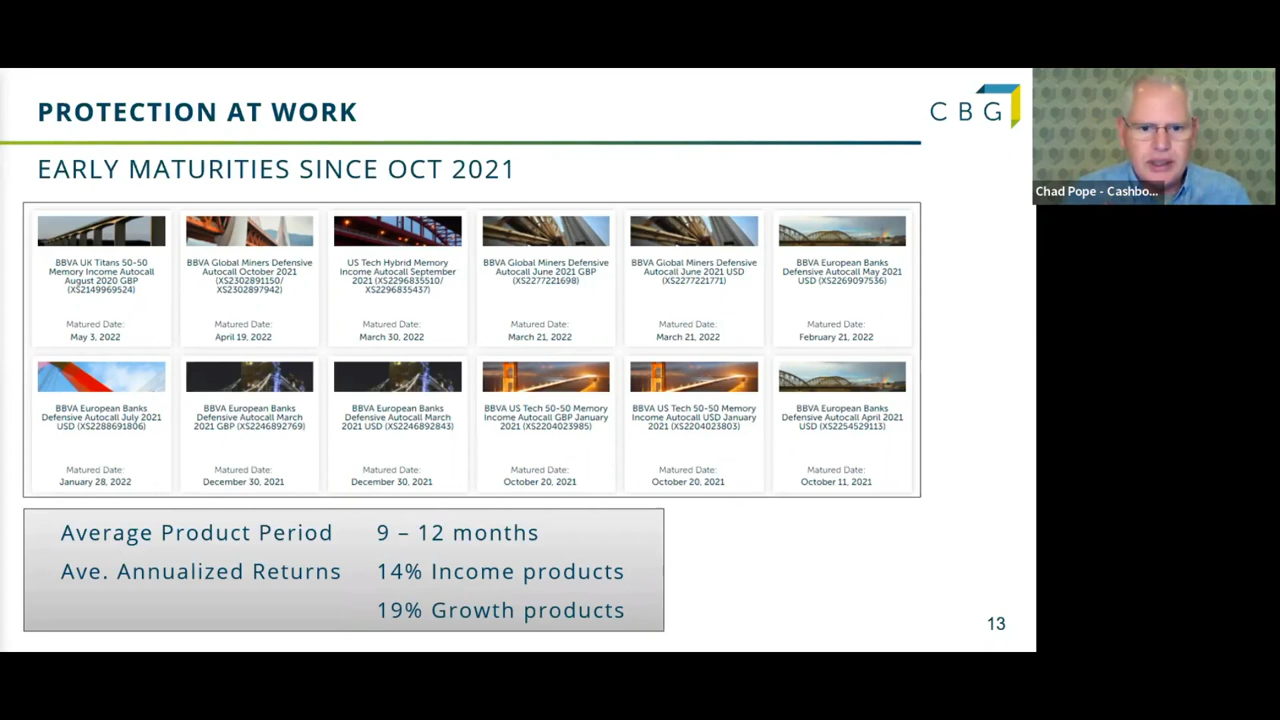 PROTECTION AT WORK
CBG
Chad Pope - Cashbo...
EARLY MATURITIES SINCE OCT 2021
BBVA UK Titans 50-50
Memory Income Autocall
August 2020 GBP
(XS2149969524)
Matured Date:
May 3, 2022
BBVA Global Miners Defensive
Autocall October 2021
(XS2302891150/
XS2302897942)
Matured Date:
April 19, 2022
US Tech Hybrid Memory
Income Autocall September
2021 (XS2296835510/
XS2296835437)
Matured Date:
March 30, 2022
BBVA Global Miners Defensive
Autocall June 2021 GBP
(XS2277221698)
Matured Date:
March 21, 2022
BBVA Global Miners Defensive
Autocall June 2021 USD
(XS2277221771)
Matured Date:
March 21, 2022
BBVA European Banks
Defensive Autocall May 2021
USD (XS2269097536)
Matured Date:
February 21, 2022
BBVA European Banks
Defensive Autocall July 2021
USD (XS2288691806)
Matured Date:
January 28, 2022
BBVA European Banks
Defensive Autocall March
2021 GBP (XS2246892769)
Matured Date:
December 30, 2021
BBVA European Banks
Defensive Autocall March
2021 USD (XS2246892843)
Matured Date:
December 30, 2021
BBVA US Tech 50-50 Memory
Income Autocall GBP January
2021 (XS2204023985)
Matured Date:
October 20, 2021
BBVA US Tech 50-50 Memory
Income Autocall USD January
2021 (XS2204023803)
Matured Date:
October 20, 2021
BBVA European Banks
Defensive Autocall April 2021
USD (XS2254529113)
Matured Date:
October 11, 2021
Average Product Period 9 – 12 months
Ave. Annualized Returns 14% Income products
19% Growth products
13